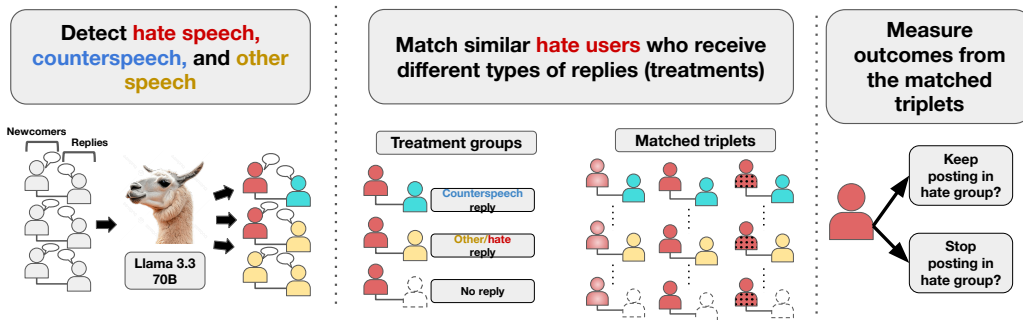 Detect hate speech,
counterspeech, and other
speech
Newcomers
Replies
Llama 3.3
70B
Match similar hate users who receive
different types of replies (treatments)
Treatment groups
Counterspeech
reply
Other/hate
reply
No reply
Matched triplets
Measure
outcomes from
the matched
triplets
Keep
posting in
hate group?
Stop
posting in
hate group?